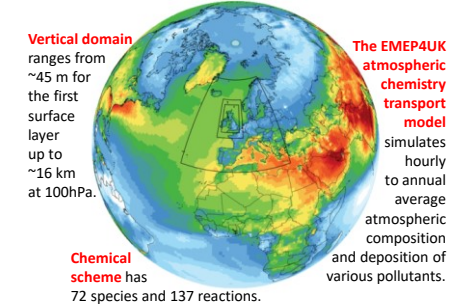 Vertical domain
ranges from
~45 m for
the first
surface
layer
up to
~16 km
at 100hPa.
The EMEP4UK
atmospheric
chemistry
transport
model
simulates
hourly
to annual
average
atmospheric
composition
and deposition of
various pollutants.
Chemical
scheme has
72 species and 137 reactions.